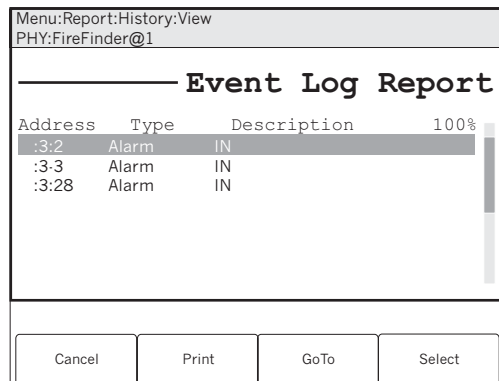 Menu:Report:History:View
PHY:FireFinder@1
Event Log Report
Address Type Description 100%
:3:2 Alarm IN
:3-3 Alarm IN
:3:28 Alarm IN
Cancel Print GoTo Select